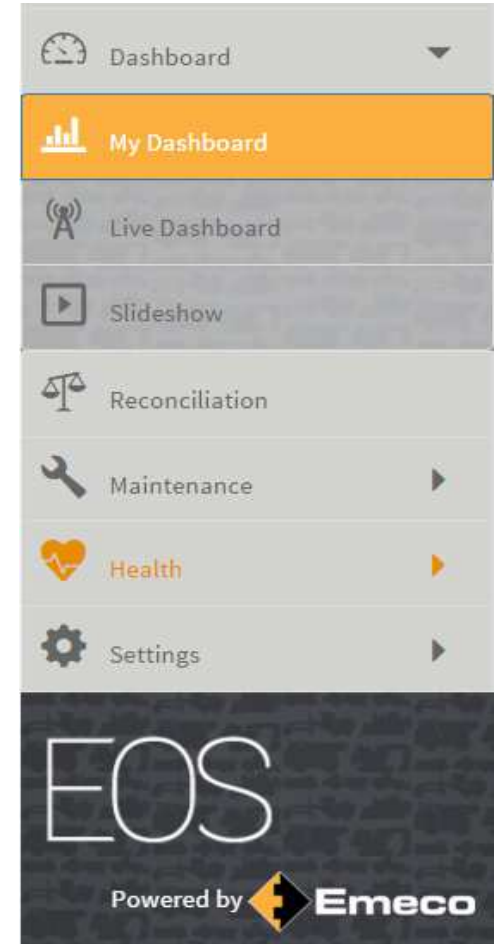 Dashboard
My Dashboard
Live Dashboard
Slideshow
Reconciliation
Maintenance
Health
Settings
EOS
Powered by Emeco